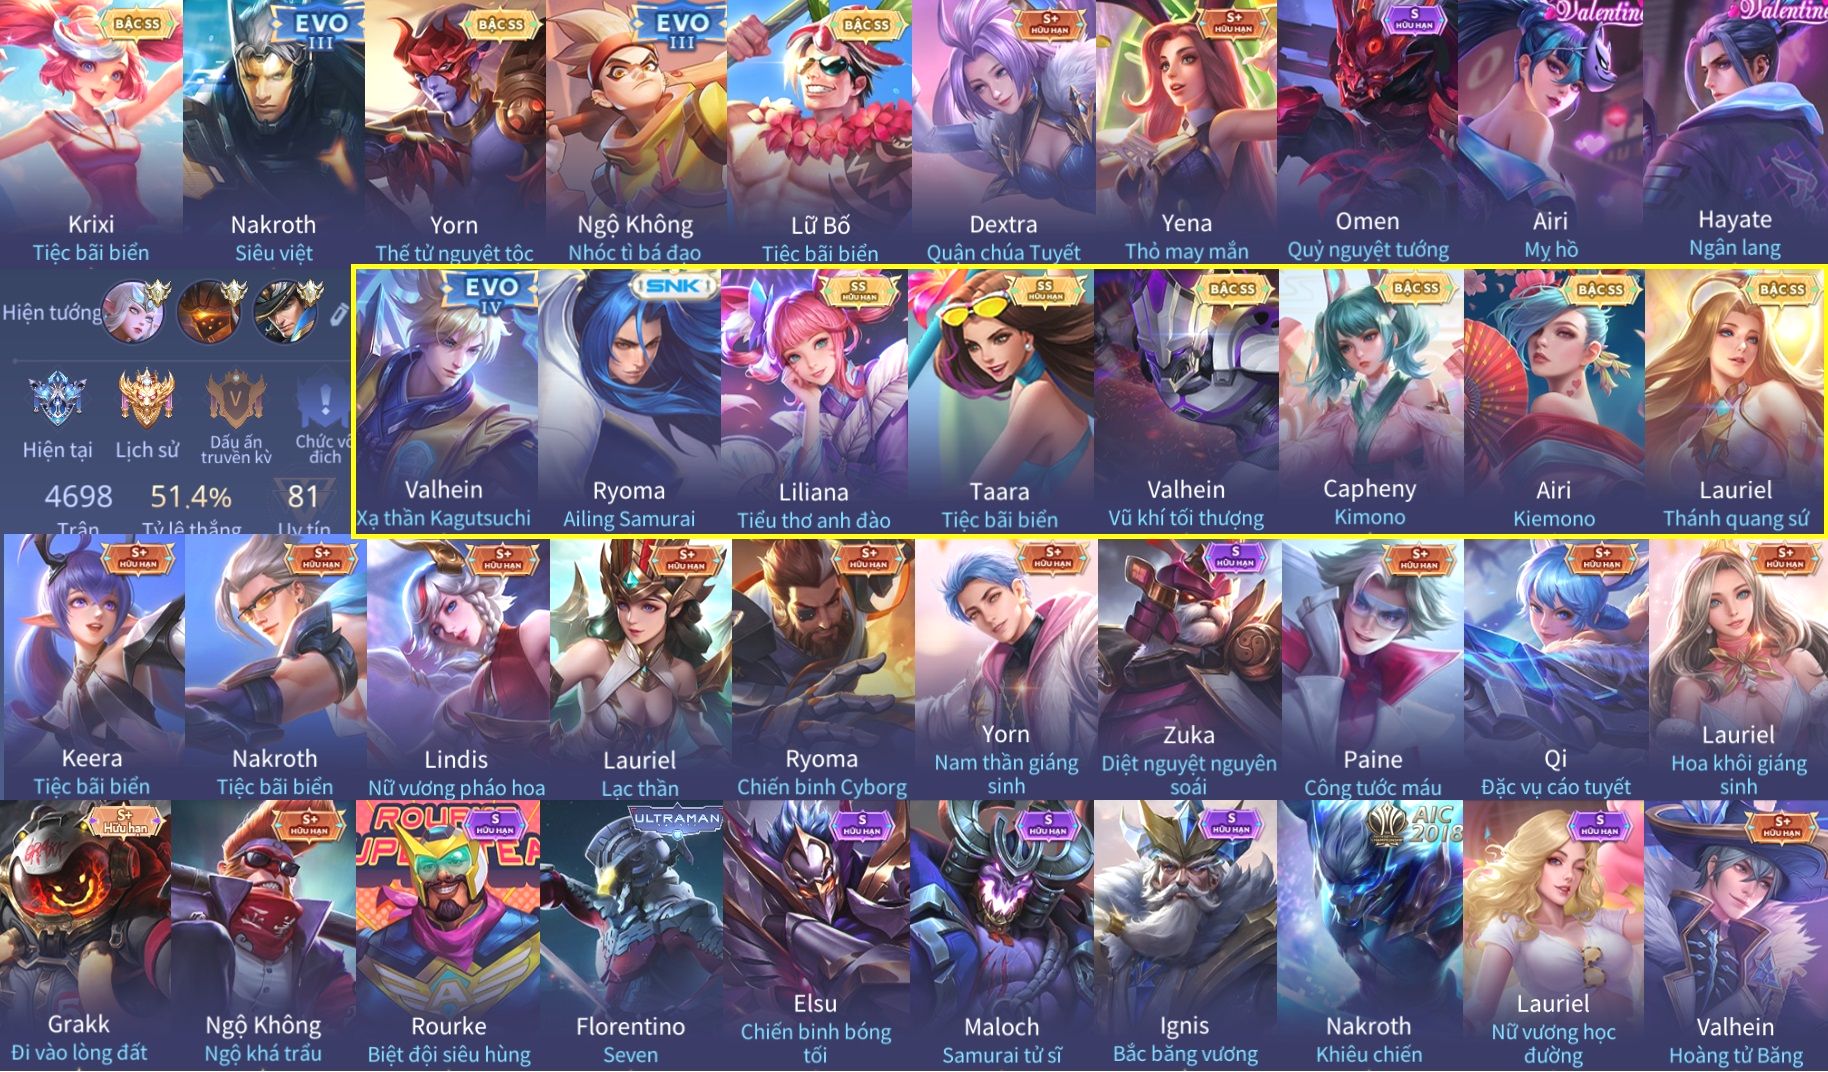 BẬC SS
EVO
III
BẬC SS
EVO
III
BẬC SS
S+
HỮU HẠN
S+
HỮU HẠN
S
HỮU HẠN
Valentine
Valentine
Krixi
Tiệc bãi biển
Nakroth
Siêu việt
Yorn
Thế tử nguyệt tộc
Ngộ Không
Nhóc tì bá đạo
Lữ Bố
Tiệc bãi biển
Dextra
Quận chúa Tuyết
Yena
Thỏ may mắn
Omen
Quỷ nguyệt tướng
Airi
Mỵ hồ
Hayate
Ngân lang
Hiện tướng
V
Hiện tại
Lịch sử
Dấu ấn
truyền kỳ
Chức vô
địch
4698
51.4%
81
Trận
Tỷ lệ thắng
Uy tín
EVO
IV
SNK
SS
HỮU HẠN
SS
HỮU HẠN
BẬC SS
BẬC SS
BẬC SS
BẬC SS
Valhein
Xạ thần Kagutsuchi
Ryoma
Ailing Samurai
Liliana
Tiểu thơ anh đào
Taara
Tiệc bãi biển
Valhein
Vũ khí tối thượng
Capheny
Kimono
Airi
Kiemono
Lauriel
Thánh quang sứ
S+
HỮU HẠN
S+
HỮU HẠN
S+
HỮU HẠN
S+
HỮU HẠN
S+
HỮU HẠN
S+
HỮU HẠN
S
HỮU HẠN
S+
HỮU HẠN
S+
HỮU HẠN
S+
HỮU HẠN
Keera
Tiệc bãi biển
Nakroth
Tiệc bãi biển
Lindis
Nữ vương pháo hoa
Lauriel
Lạc thần
Ryoma
Chiến binh Cyborg
Yorn
Nam thần giáng
sinh
Zuka
Diệt nguyệt nguyên
soái
Paine
Công tước máu
Qi
Đặc vụ cáo tuyết
Lauriel
Hoa khôi giáng
sinh
S+
Hữu hạn
S+
HỮU HẠN
S
HỮU HẠN
ULTRAMAN
S
HỮU HẠN
S
HỮU HẠN
S
HỮU HẠN
AIC
2018
S
HỮU HẠN
S+
HỮU HẠN
GRAKK
A
Grakk
Đi vào lòng đất
Ngộ Không
Ngộ khá trẩu
Rourke
Biệt đội siêu hùng
Florentino
Seven
Elsu
Chiến binh bóng
tối
Maloch
Samurai tử sĩ
Ignis
Bắc băng vương
Nakroth
Khiêu chiến
Lauriel
Nữ vương học
đường
Valhein
Hoàng tử Băng